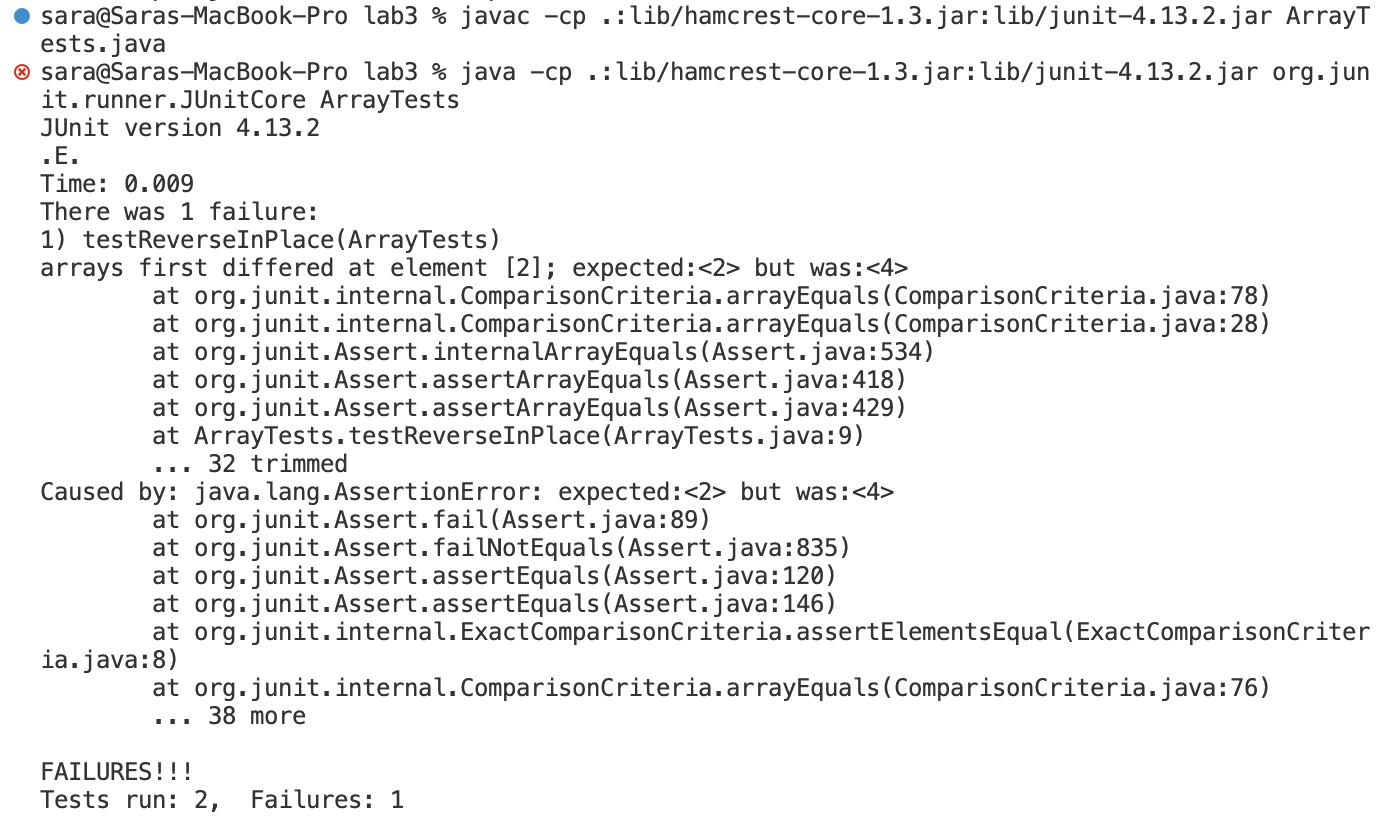 sara@Saras-MacBook-Pro lab3 % javac -cp .:lib/hamcrest-core-1.3.jar:lib/junit-4.13.2.jar ArrayT
ests.java
sara@Saras-MacBook-Pro lab3 % java -cp .:lib/hamcrest-core-1.3.jar:lib/junit-4.13.2.jar org.jun
it.runner.JUnitCore ArrayTests
JUnit version 4.13.2
.E.
Time: 0.009
There was 1 failure:
1) testReverseInPlace(ArrayTests)
arrays first differed at element [2]; expected:<2> but was:<4>
        at org.junit.internal.ComparisonCriteria.arrayEquals(ComparisonCriteria.java:78)
        at org.junit.internal.ComparisonCriteria.arrayEquals(ComparisonCriteria.java:28)
        at org.junit.Assert.internalArrayEquals(Assert.java:534)
        at org.junit.Assert.assertArrayEquals(Assert.java:418)
        at org.junit.Assert.assertArrayEquals(Assert.java:429)
        at ArrayTests.testReverseInPlace(ArrayTests.java:9)
        ... 32 trimmed
Caused by: java.lang.AssertionError: expected:<2> but was:<4>
        at org.junit.Assert.fail(Assert.java:89)
        at org.junit.Assert.failNotEquals(Assert.java:835)
        at org.junit.Assert.assertEquals(Assert.java:120)
        at org.junit.Assert.assertEquals(Assert.java:146)
        at org.junit.internal.ExactComparisonCriteria.assertElementsEqual(ExactComparisonCriter
ia.java:8)
        at org.junit.internal.ComparisonCriteria.arrayEquals(ComparisonCriteria.java:76)
        ... 38 more

FAILURES!!!
Tests run: 2,  Failures: 1